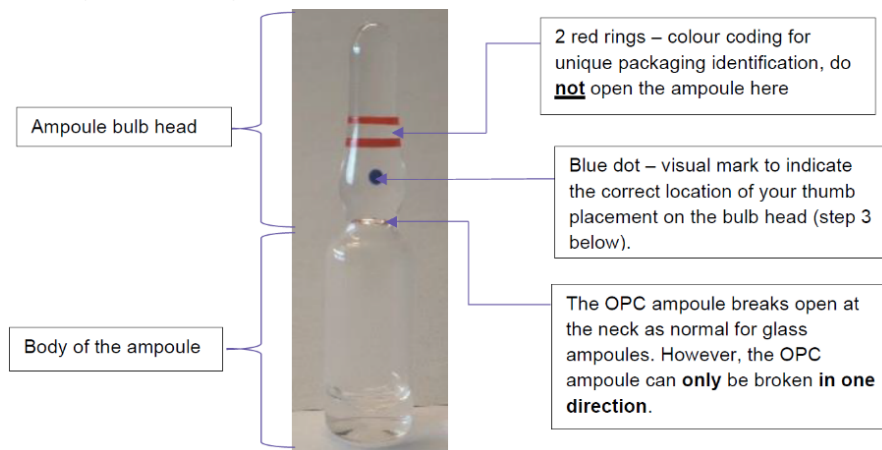 2 red rings – colour coding for
unique packaging identification, do
not open the ampoule here
Ampoule bulb head
Blue dot – visual mark to indicate
the correct location of your thumb
placement on the bulb head (step 3
below).
The OPC ampoule breaks open at
the neck as normal for glass
ampoules. However, the OPC
ampoule can only be broken in one
direction.
Body of the ampoule